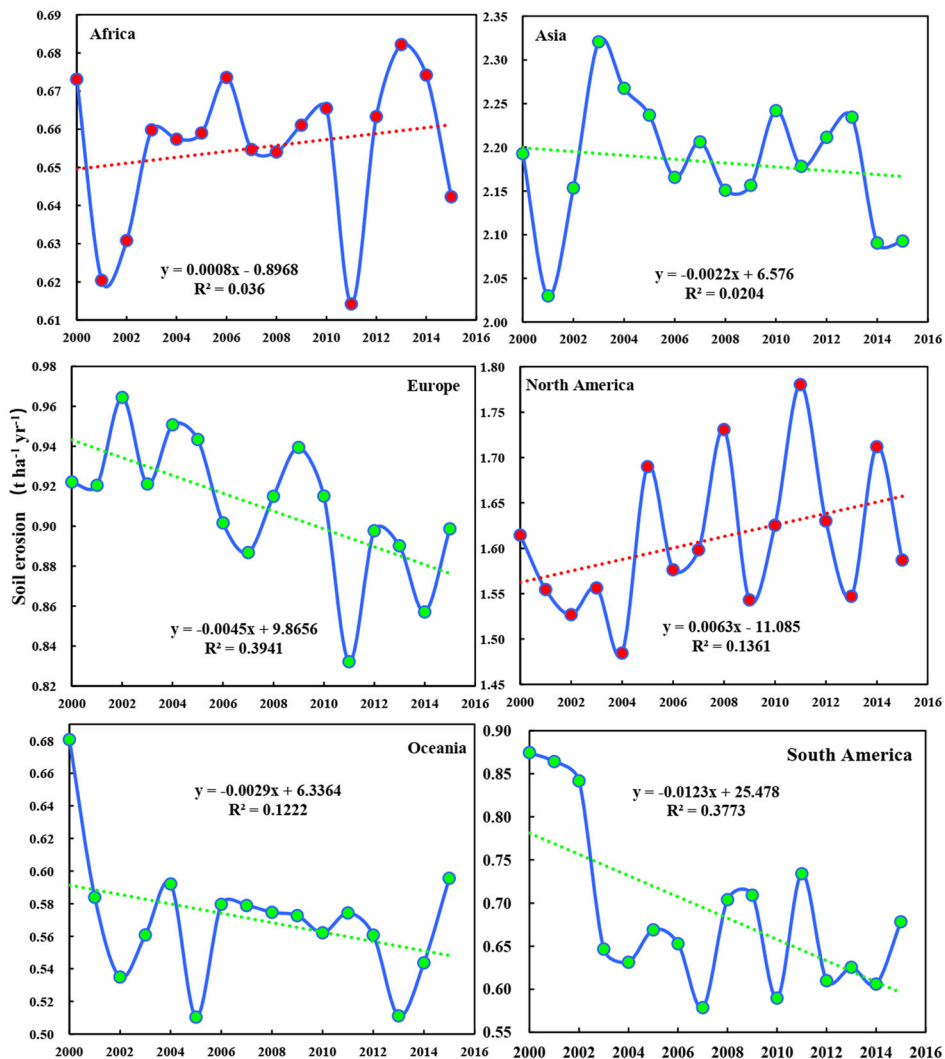 Africa
0.69
0.68
0.67
0.66
0.65
0.64
0.63
0.62
0.61
y = 0.0008x - 0.8968
R² = 0.036
2000 2002 2004 2006 2008 2010 2012 2014 2016
Asia
2.35
2.30
2.25
2.20
2.15
2.10
2.05
2.00
y = -0.0022x + 6.576
R² = 0.0204
2000 2002 2004 2006 2008 2010 2012 2014 2016
Soil erosion (t ha⁻¹ yr⁻¹)
Europe
0.98
0.96
0.94
0.92
0.90
0.88
0.86
0.84
0.82
y = -0.0045x + 9.8656
R² = 0.3941
2000 2002 2004 2006 2008 2010 2012 2014 2016
North America
1.80
1.75
1.70
1.65
1.60
1.55
1.50
1.45
y = 0.0063x - 11.085
R² = 0.1361
2000 2002 2004 2006 2008 2010 2012 2014 2016
Oceania
0.68
0.66
0.64
0.62
0.60
0.58
0.56
0.54
0.52
0.50
y = -0.0029x + 6.3364
R² = 0.1222
2000 2002 2004 2006 2008 2010 2012 2014 2016
South America
0.90
0.85
0.80
0.75
0.70
0.65
0.60
0.55
y = -0.0123x + 25.478
R² = 0.3773
2000 2002 2004 2006 2008 2010 2012 2014 2016